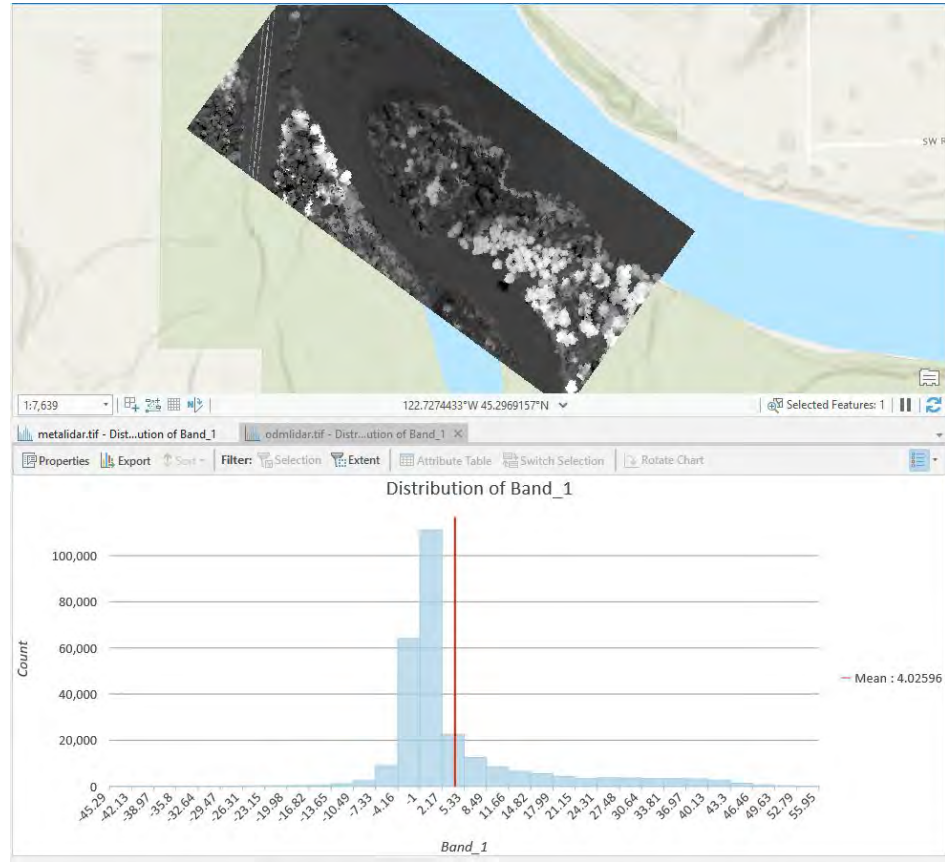 SW R
1:7,639
122.7274433°W 45.2969157°N
Selected Features: 1
metalidar.tif - Dist...ution of Band_1
odmlidar.tif - Distr...ution of Band_1
Properties Export Sort Filter: Selection Extent Attribute Table Switch Selection Rotate Chart
Distribution of Band_1
100,000
80,000
60,000
40,000
20,000
0
Count
Mean : 4.02596
-45.29 -42.13 -38.97 -35.8 -32.64 -29.47 -26.31 -23.15 -19.98 -16.82 -13.65 -10.49 -7.33 -4.16 -1 2.17 5.33 8.49 11.66 14.82 17.99 21.15 24.31 27.48 30.64 33.81 36.97 40.13 43.3 46.46 49.63 52.79 55.95
Band_1